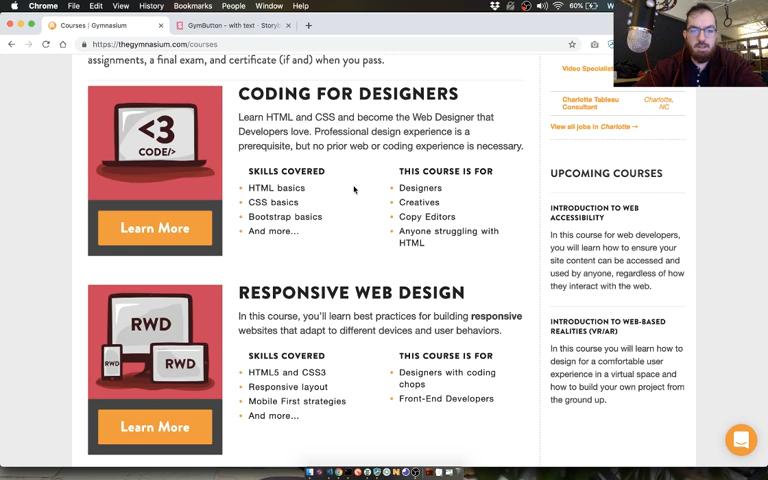 Chrome File Edit View History Bookmarks People Window Help 60%
Courses | Gymnasium
GymButton - with text · Storyb
https://thegymnasium.com/courses
assignments, a final exam, and certificate (if and) when you pass.
<3
CODE/>
Learn More
CODING FOR DESIGNERS
Learn HTML and CSS and become the Web Designer that
Developers love. Professional design experience is a
prerequisite, but no prior web or coding experience is necessary.
SKILLS COVERED
HTML basics
CSS basics
Bootstrap basics
And more...
THIS COURSE IS FOR
Designers
Creatives
Copy Editors
Anyone struggling with
HTML
RWD
RWD
RWD
Learn More
RESPONSIVE WEB DESIGN
In this course, you'll learn best practices for building responsive
websites that adapt to different devices and user behaviors.
SKILLS COVERED
HTML5 and CSS3
Responsive layout
Mobile First strategies
And more...
THIS COURSE IS FOR
Designers with coding
chops
Front-End Developers
Video Specialist
Charlotte Tableau
Consultant
Charlotte,
NC
View all jobs in Charlotte →
UPCOMING COURSES
INTRODUCTION TO WEB
ACCESSIBILITY
In this course for web developers,
you will learn how to ensure your
site content can be accessed and
used by anyone, regardless of how
they interact with the web.
INTRODUCTION TO WEB-BASED
REALITIES (VR/AR)
In this course you will learn how to
design for a comfortable user
experience in a virtual space and
how to build your own project from
the ground up.